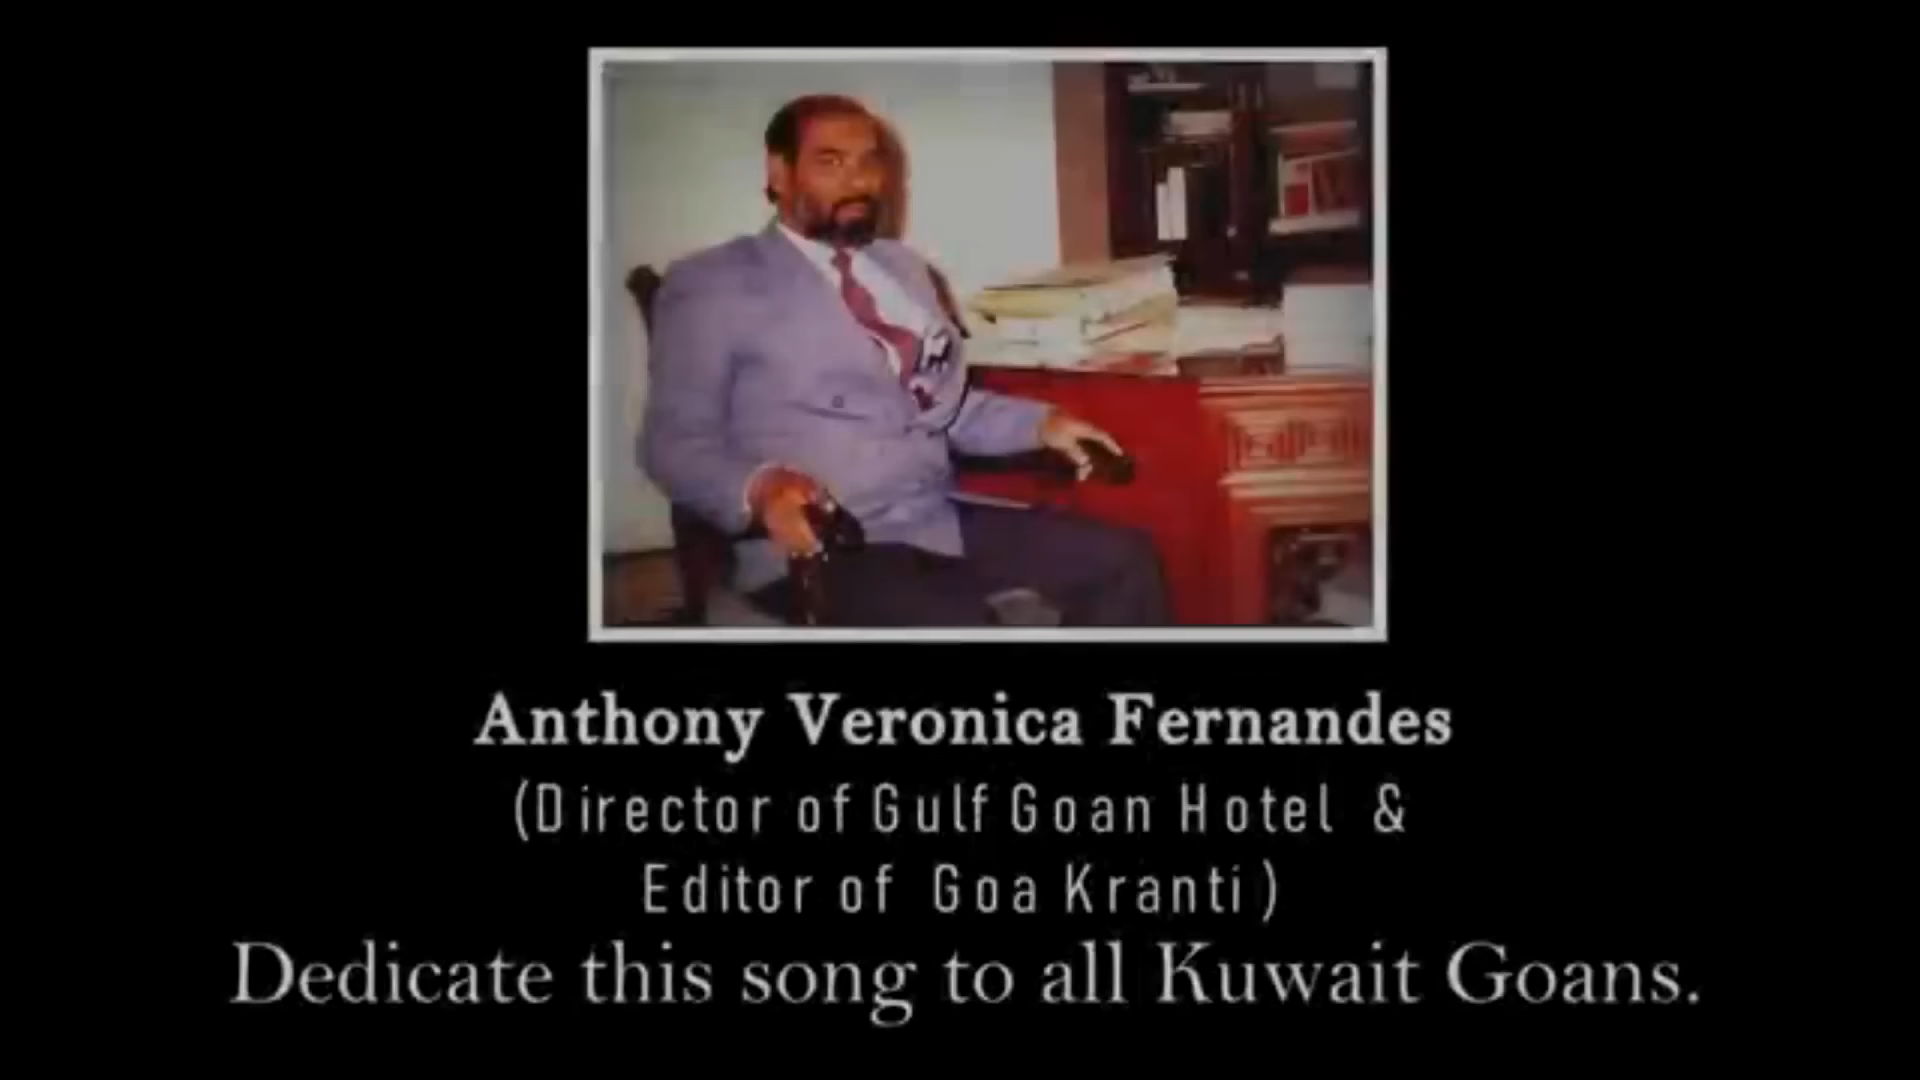 Anthony Veronica Fernandes
(Director of Gulf Goan Hotel &
Editor of Goa Kranti)
Dedicate this song to all Kuwait Goans.